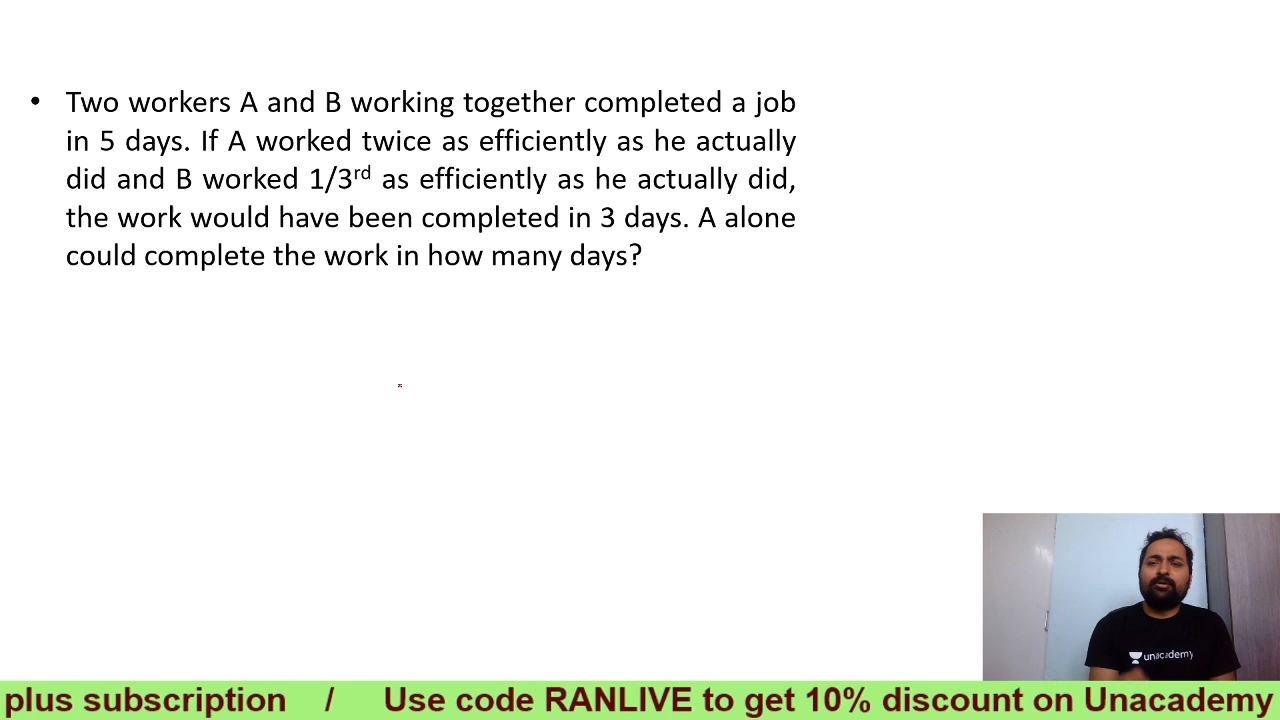 • Two workers A and B working together completed a job
in 5 days. If A worked twice as efficiently as he actually
did and B worked 1/3rd as efficiently as he actually did,
the work would have been completed in 3 days. A alone
could complete the work in how many days?
unacademy
plus subscription / Use code RANLIVE to get 10% discount on Unacademy